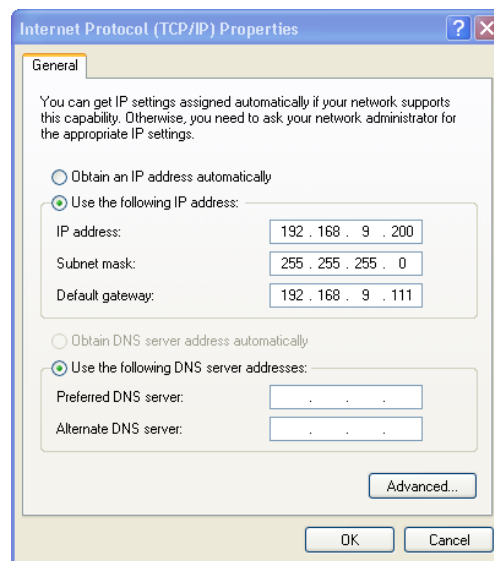 Internet Protocol (TCP/IP) Properties
General
You can get IP settings assigned automatically if your network supports
this capability. Otherwise, you need to ask your network administrator for
the appropriate IP settings.
Obtain an IP address automatically
Use the following IP address:
IP address: 192 . 168 . 9 . 200
Subnet mask: 255 . 255 . 255 . 0
Default gateway: 192 . 168 . 9 . 111
Obtain DNS server address automatically
Use the following DNS server addresses:
Preferred DNS server: . . .
Alternate DNS server: . . .
Advanced...
OK Cancel